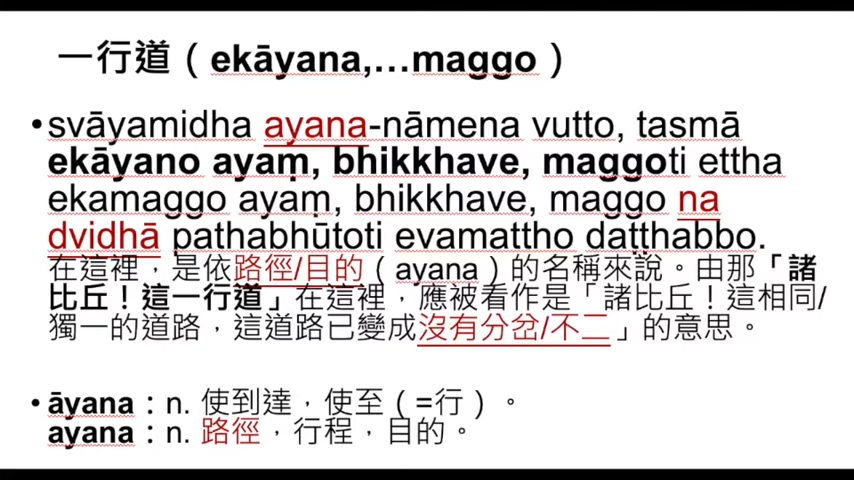 一行道（ekāyana,…maggo）
•svāyamidha ayana-nāmena vutto, tasmā
ekāyano ayaṃ, bhikkhave, maggoti ettha
ekamaggo ayaṃ, bhikkhave, maggo na
dvidhā pathabhūtoti evamattho daṭṭhabbo.
在這裡，是依路徑/目的（ayana）的名稱來說。由那「諸
比丘！這一行道」在這裡，應被看作是「諸比丘！這相同/
獨一的道路，這道路已變成沒有分岔/不二」的意思。
•āyana：n. 使到達，使至（=行）。
ayana：n. 路徑，行程，目的。